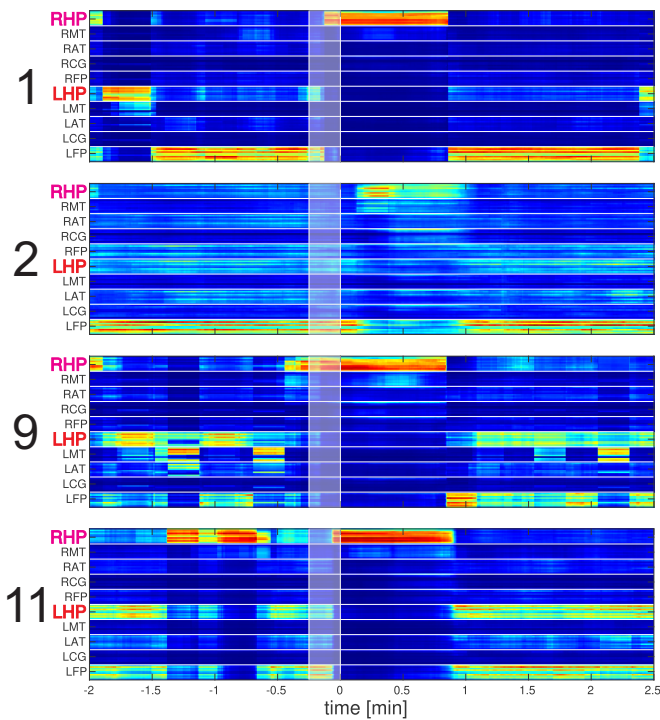 1
RHP
RMT
RAT
RCG
RFP
LHP
LMT
LAT
LCG
LFP
2
RHP
RMT
RAT
RCG
RFP
LHP
LMT
LAT
LCG
LFP
9
RHP
RMT
RAT
RCG
RFP
LHP
LMT
LAT
LCG
LFP
11
RHP
RMT
RAT
RCG
RFP
LHP
LMT
LAT
LCG
LFP
-2 -1.5 -1 -0.5 0 0.5 1 1.5 2 2.5
time [min]